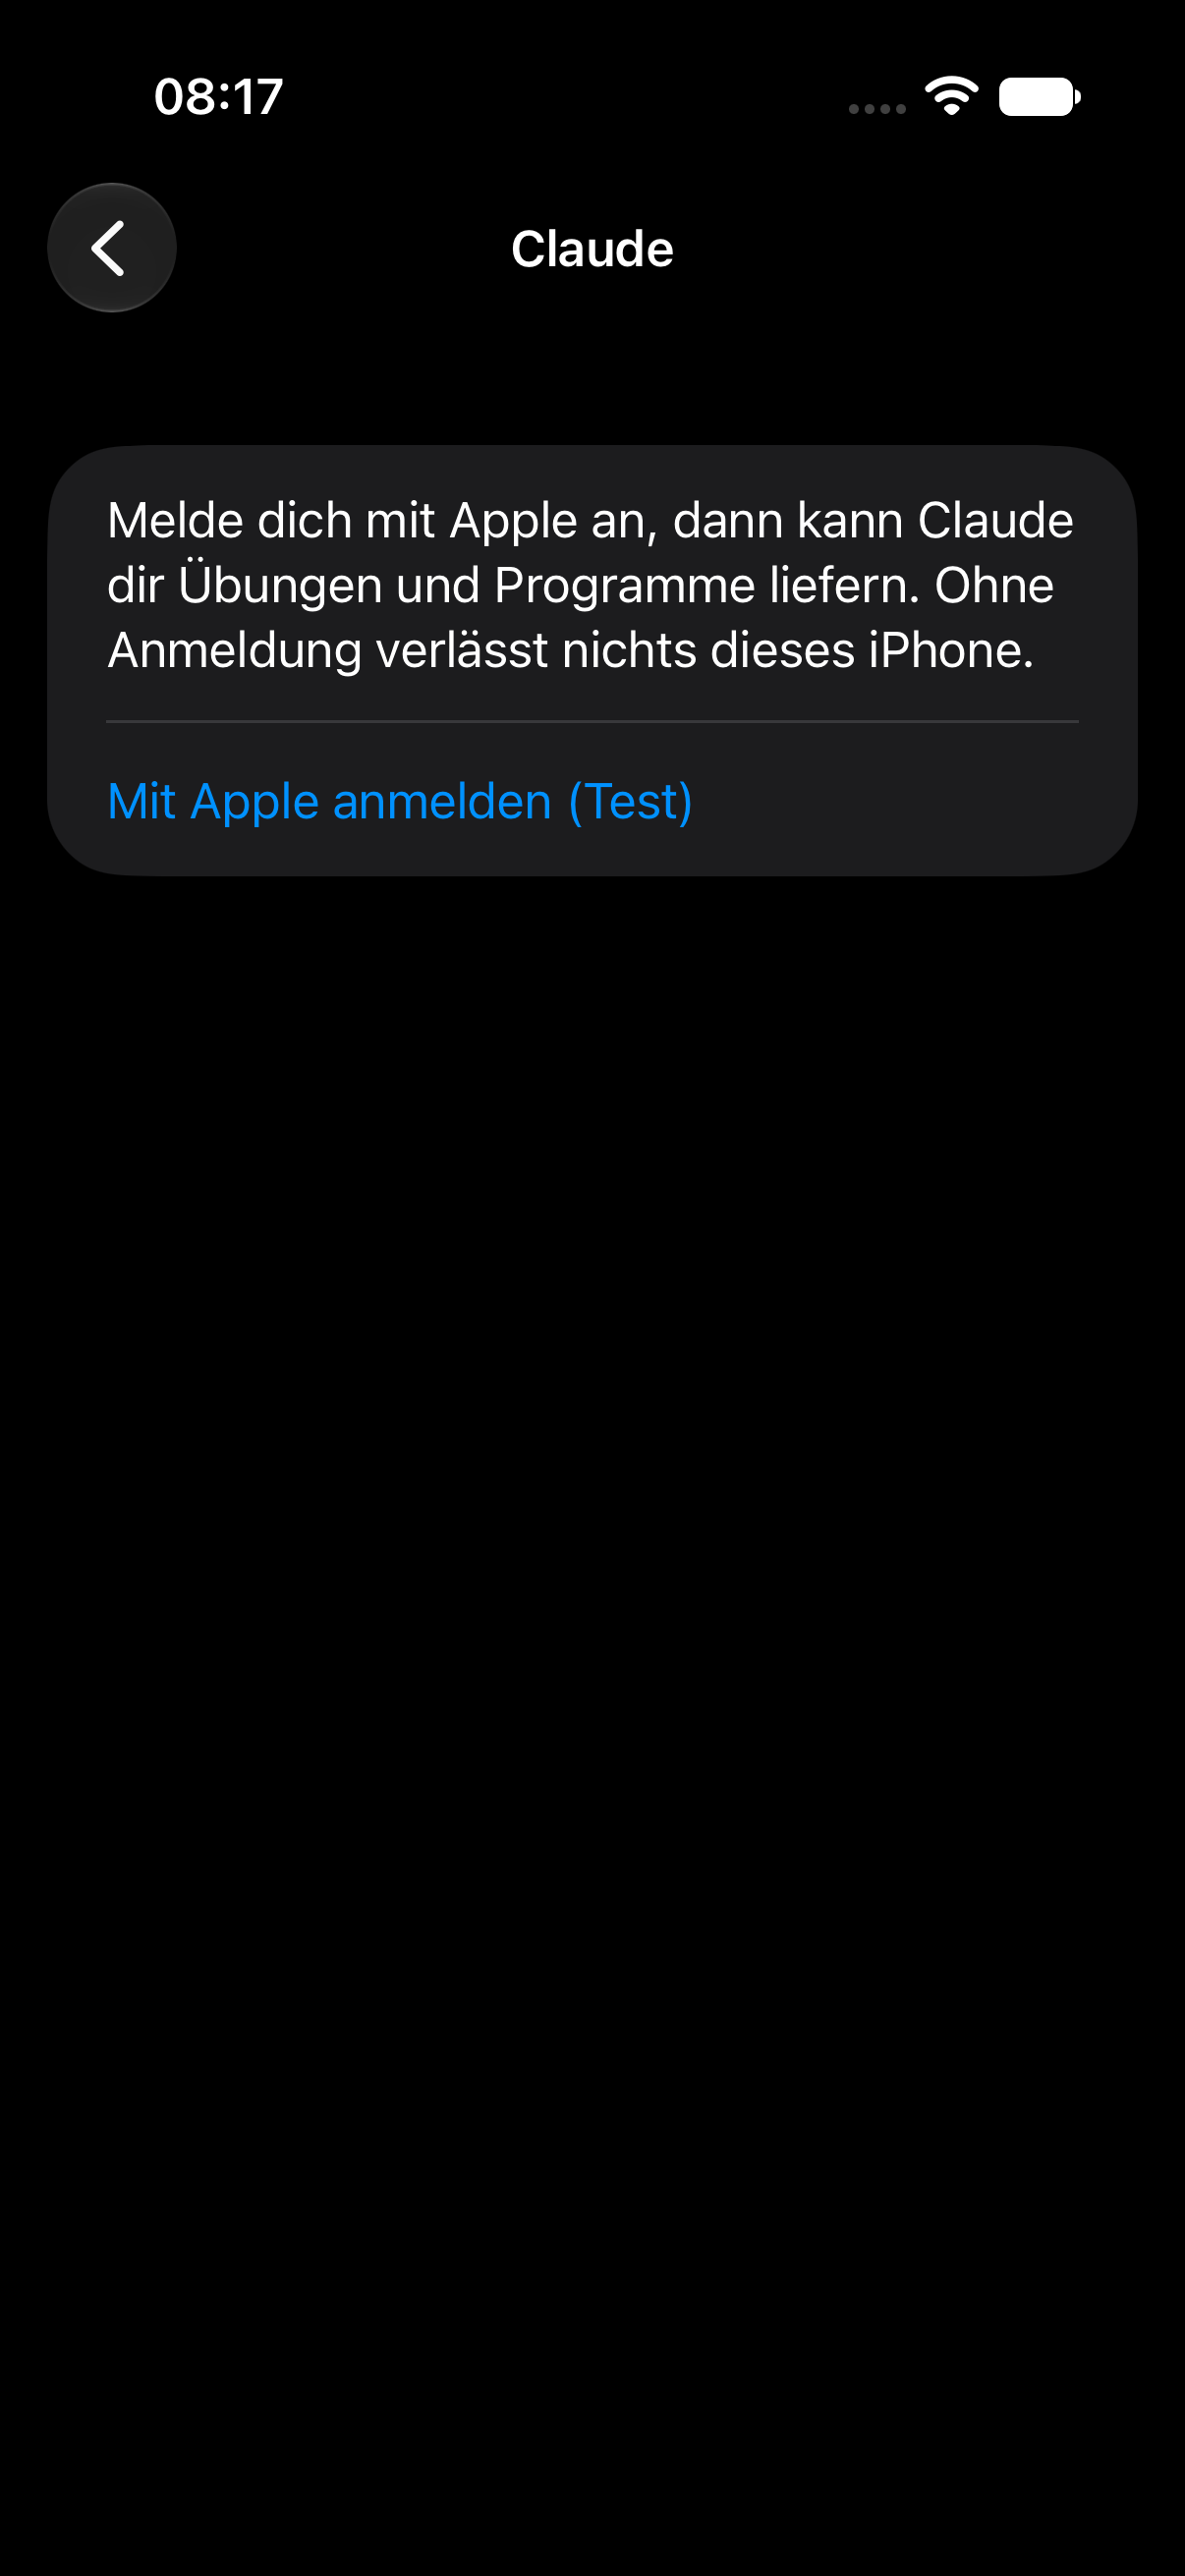 08:17
Claude
Melde dich mit Apple an, dann kann Claude
dir Übungen und Programme liefern. Ohne
Anmeldung verlässt nichts dieses iPhone.
Mit Apple anmelden (Test)